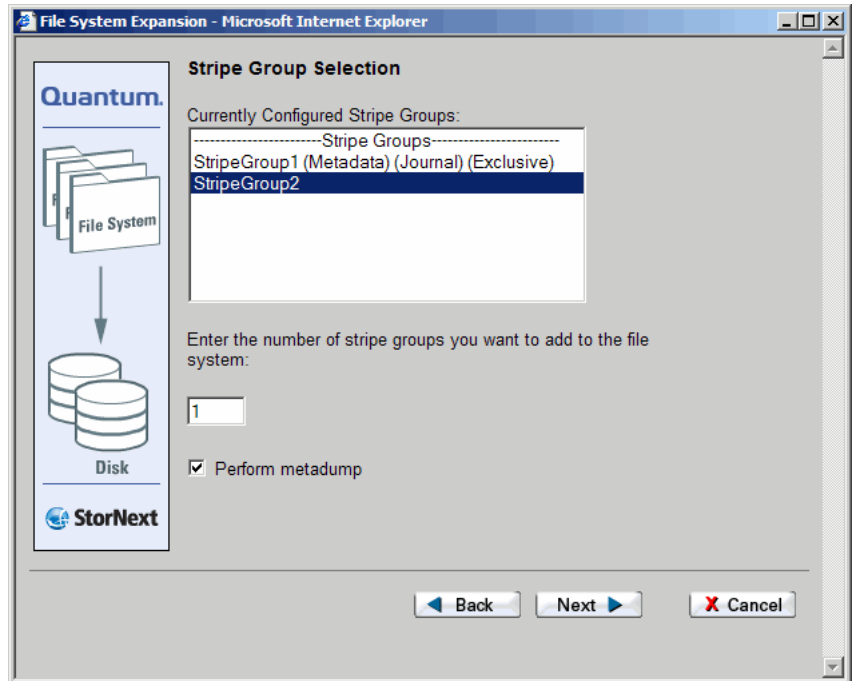 File System Expansion - Microsoft Internet Explorer
Quantum.
File System
Disk
StorNext
Stripe Group Selection
Currently Configured Stripe Groups:
------------------------Stripe Groups------------------------
StripeGroup1 (Metadata) (Journal) (Exclusive)
StripeGroup2
Enter the number of stripe groups you want to add to the file
system:
1
Perform metadump
Back
Next
X Cancel